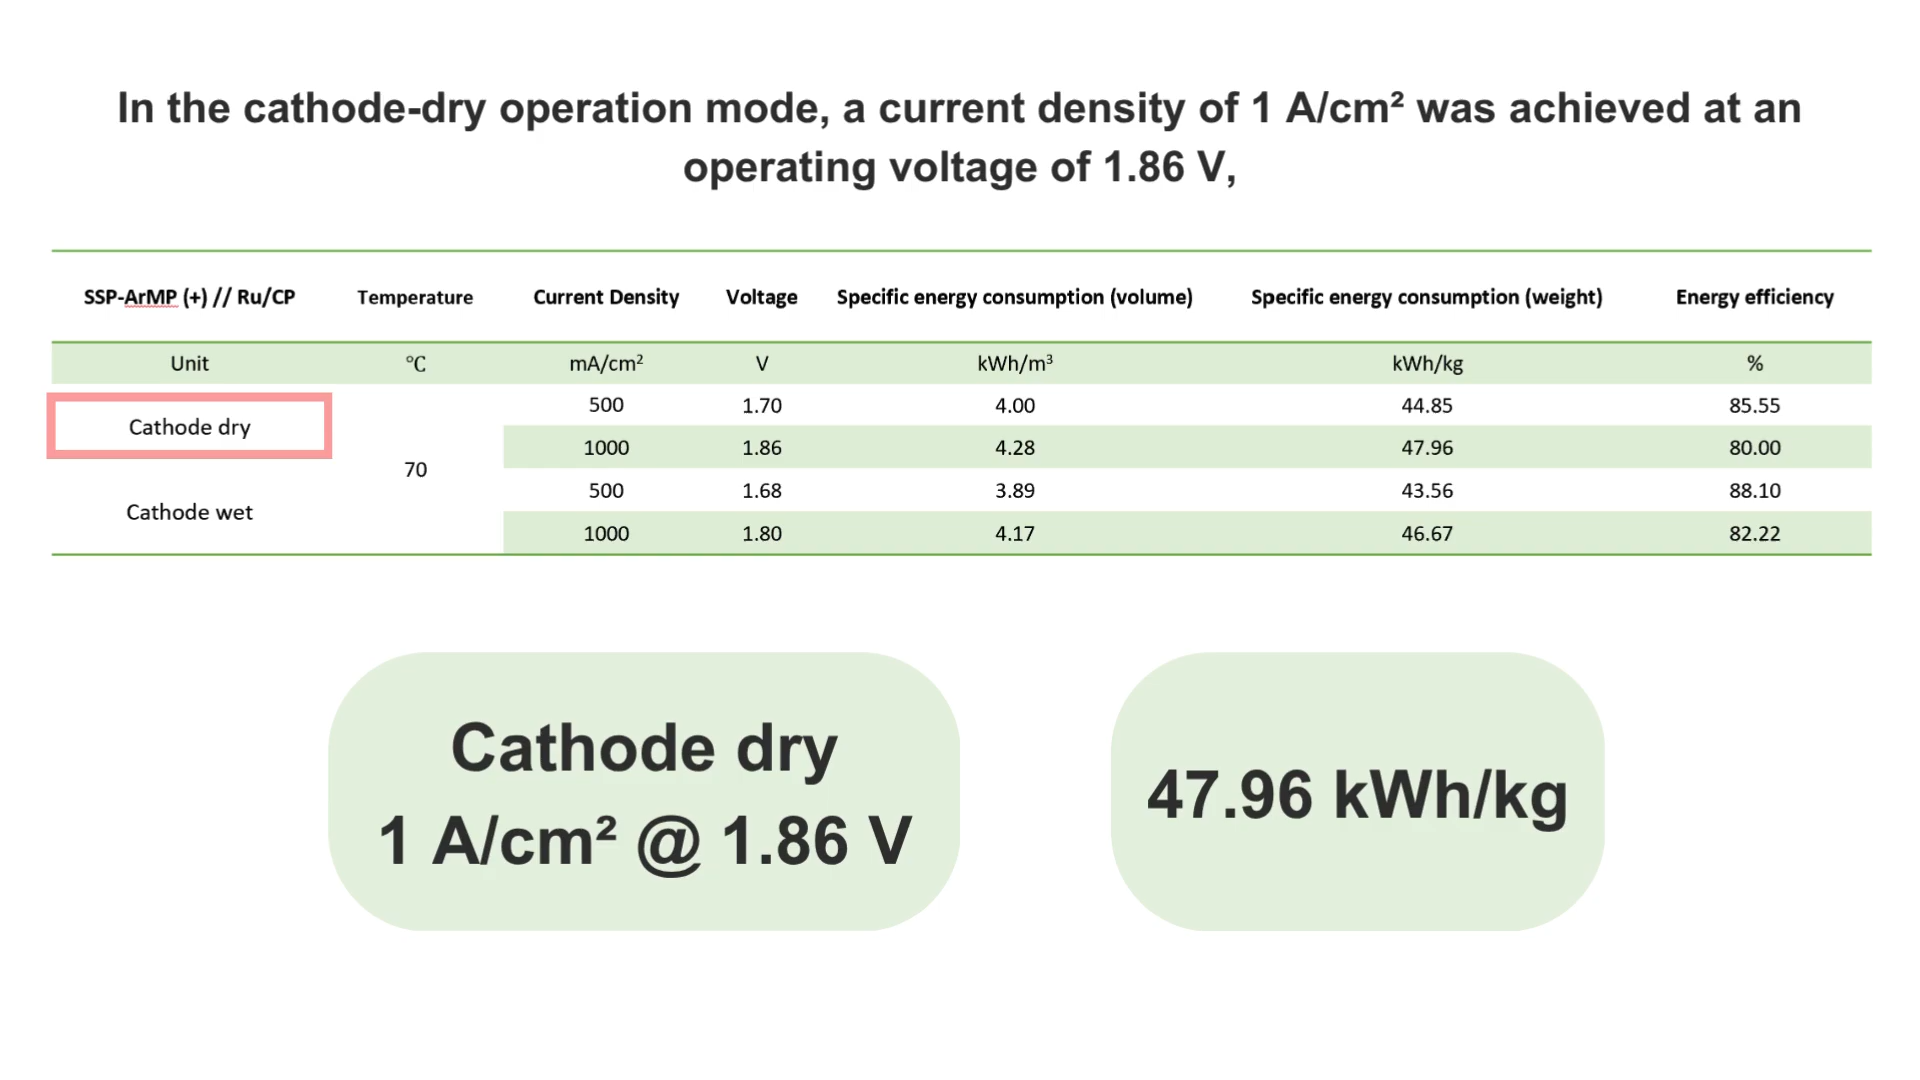 In the cathode-dry operation mode, a current density of 1 A/cm² was achieved at an
operating voltage of 1.86 V,
SSP-ArMP (+) // Ru/CP Temperature Current Density Voltage Specific energy consumption (volume) Specific energy consumption (weight) Energy efficiency
Unit °C mA/cm² V kWh/m³ kWh/kg %
Cathode dry
70
500 1.70 4.00 44.85 85.55
1000 1.86 4.28 47.96 80.00
Cathode wet
500 1.68 3.89 43.56 88.10
1000 1.80 4.17 46.67 82.22
Cathode dry
1 A/cm² @ 1.86 V
47.96 kWh/kg